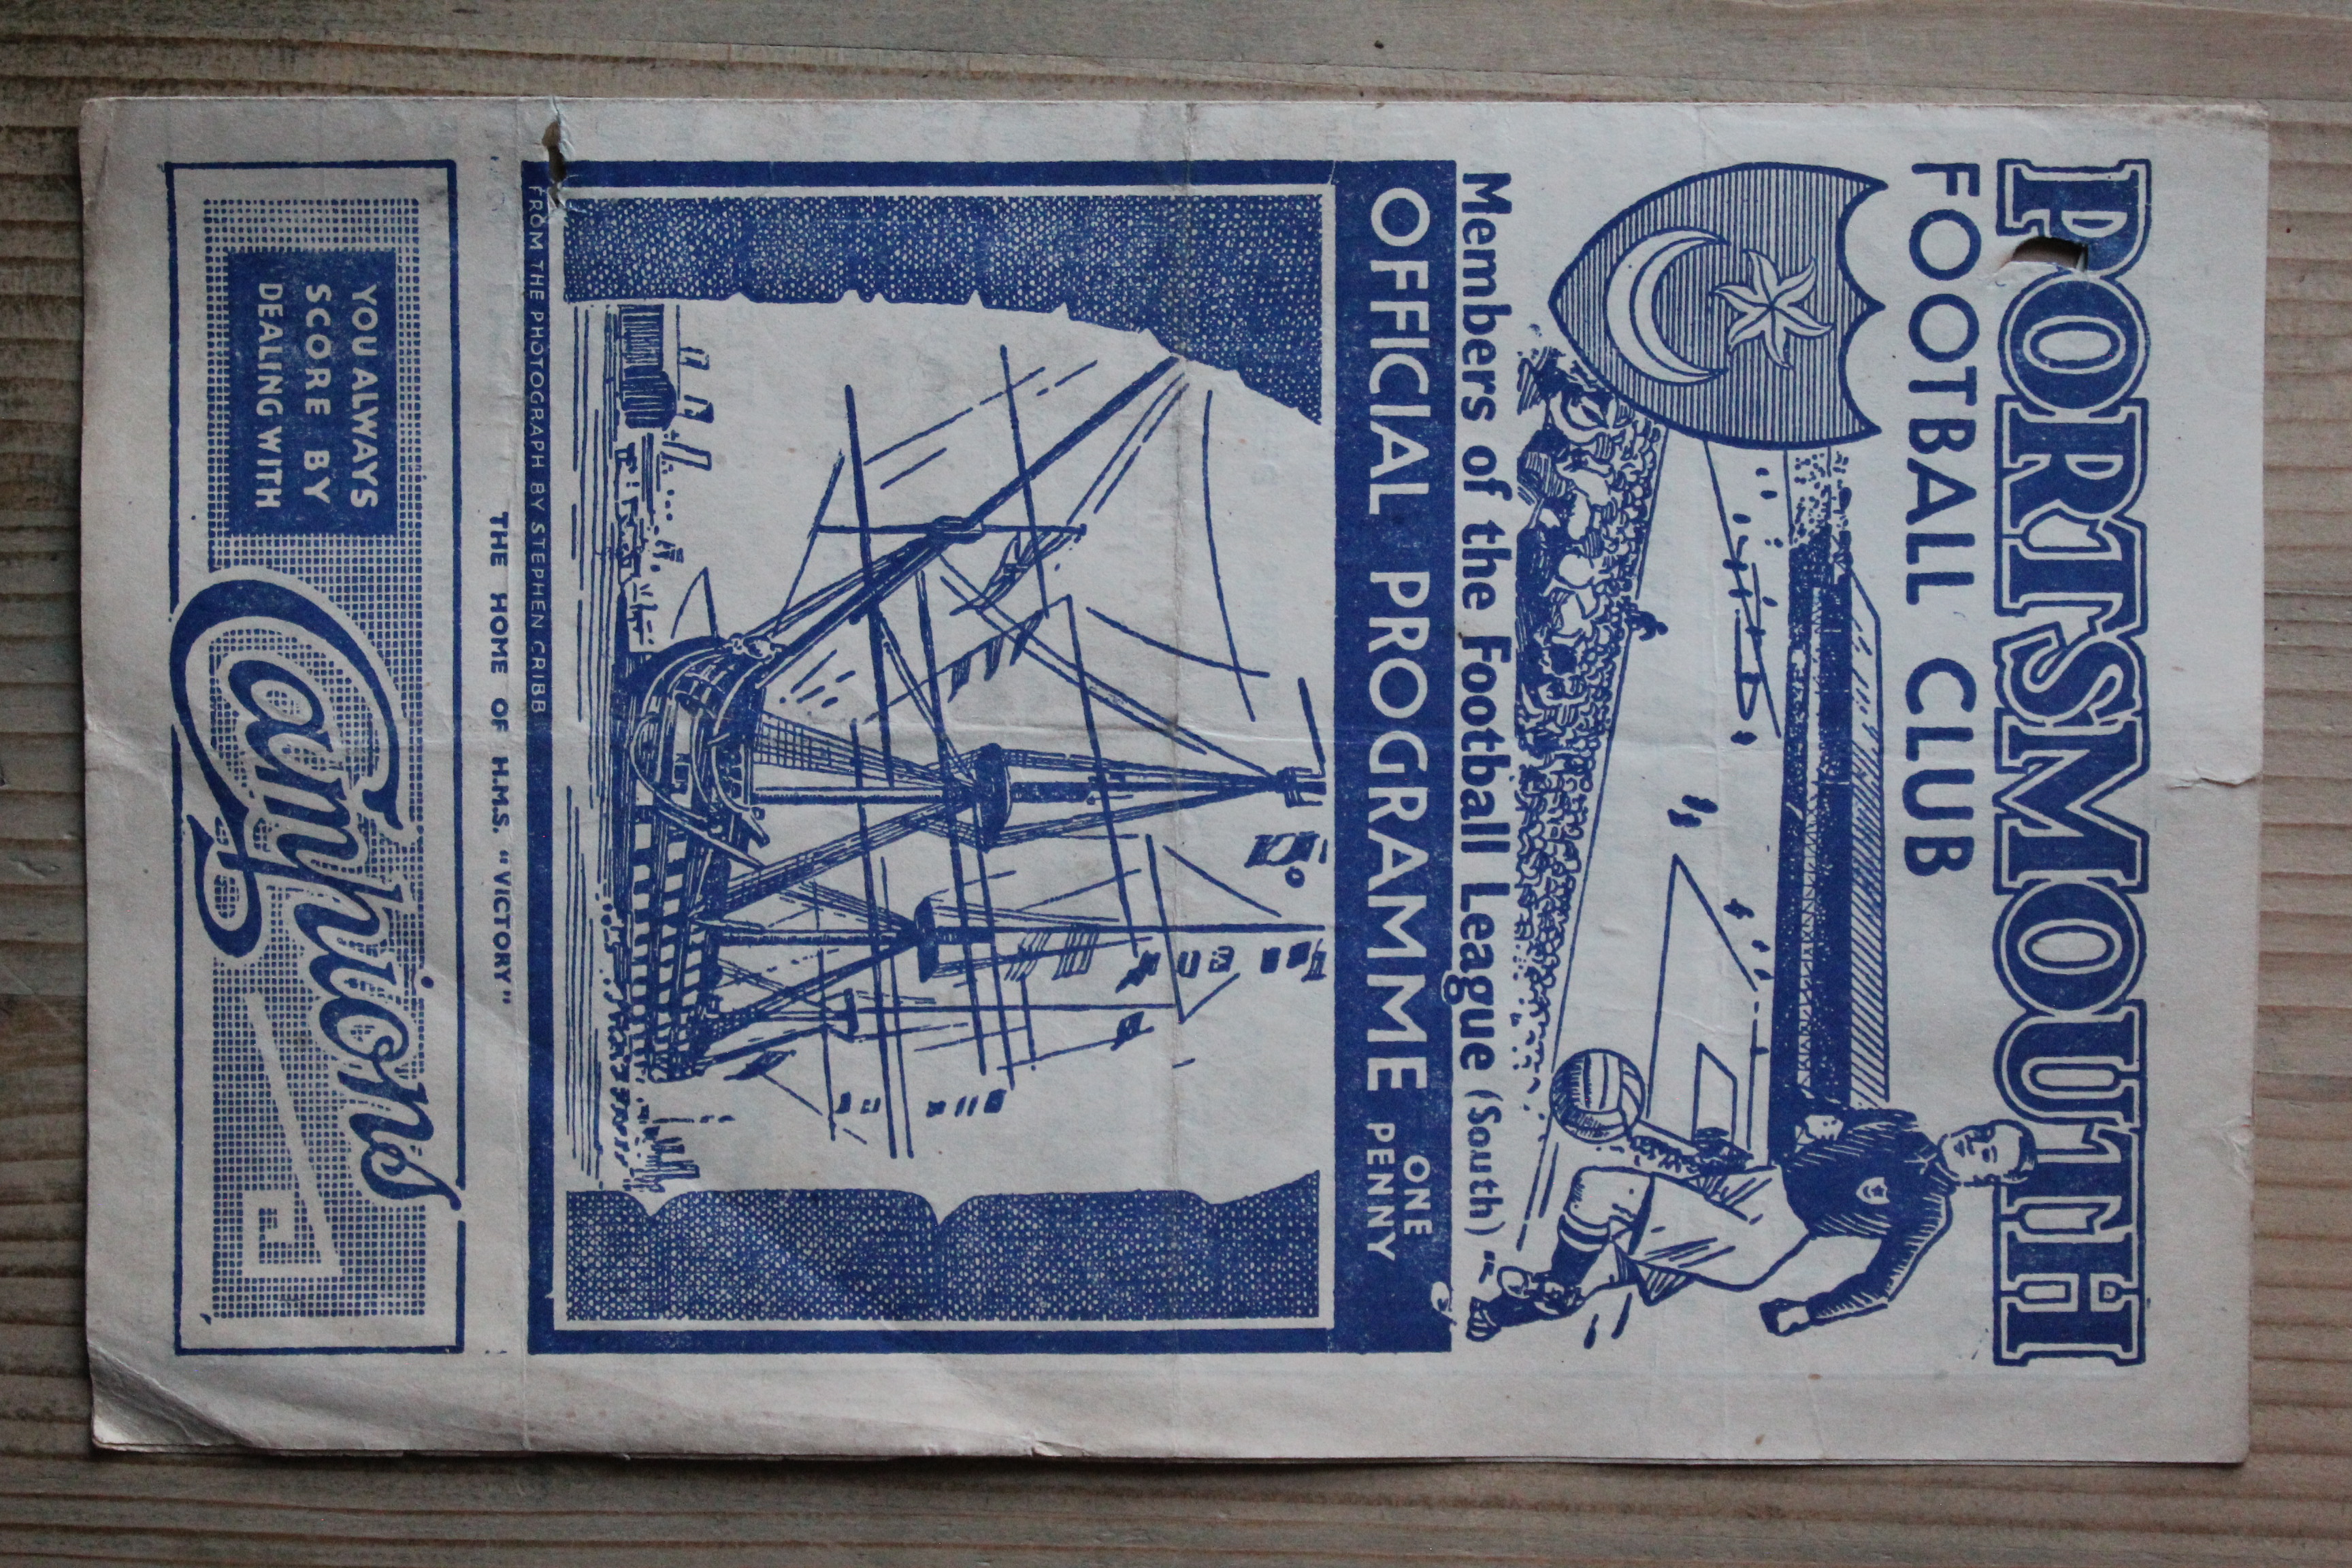 PORTSMOUTH
FOOTBALL CLUB
Members of the Football League (South)
OFFICIAL PROGRAMME ONE PENNY
FROM THE PHOTOGRAPH BY STEPHEN CRIBB
THE HOME OF H.M.S. "VICTORY"
YOU ALWAYS
SCORE BY
DEALING WITH
Campions